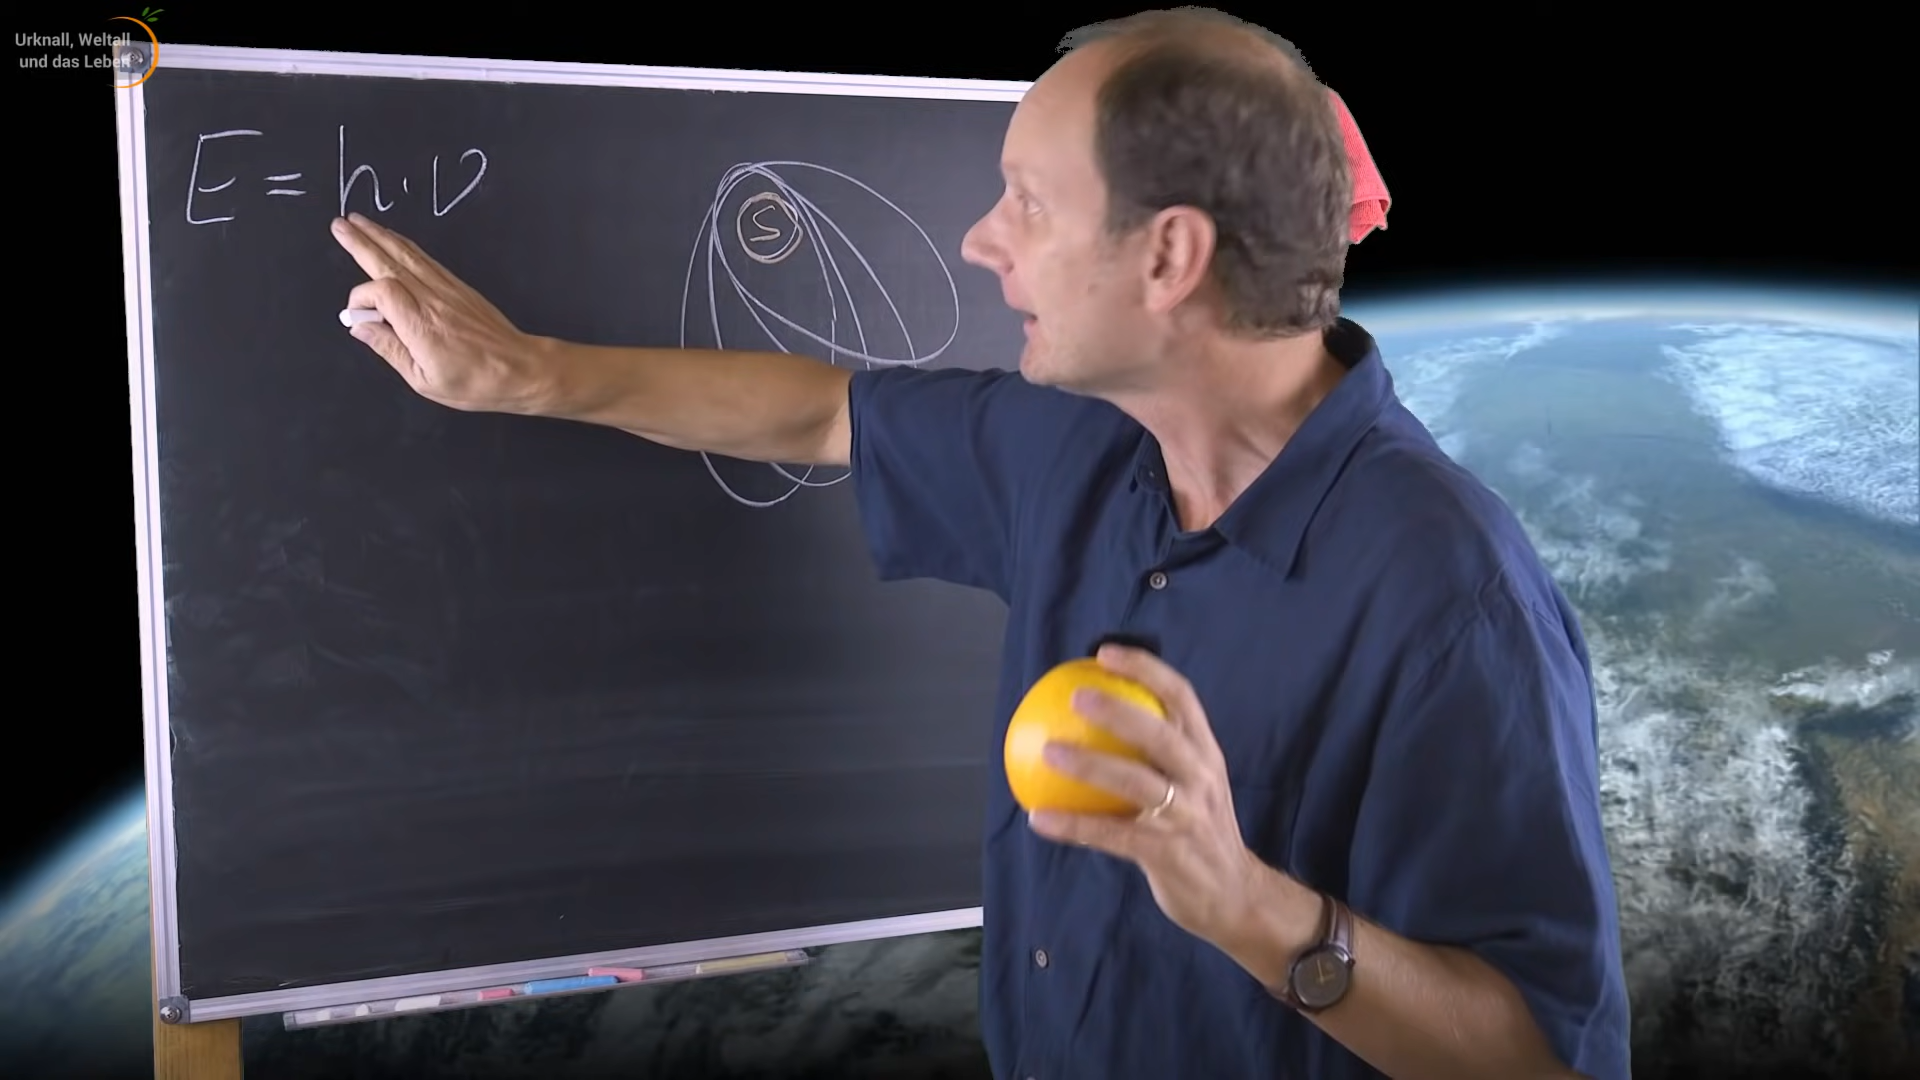 Urknall, Weltall
und das Leben
E = h · ν
S